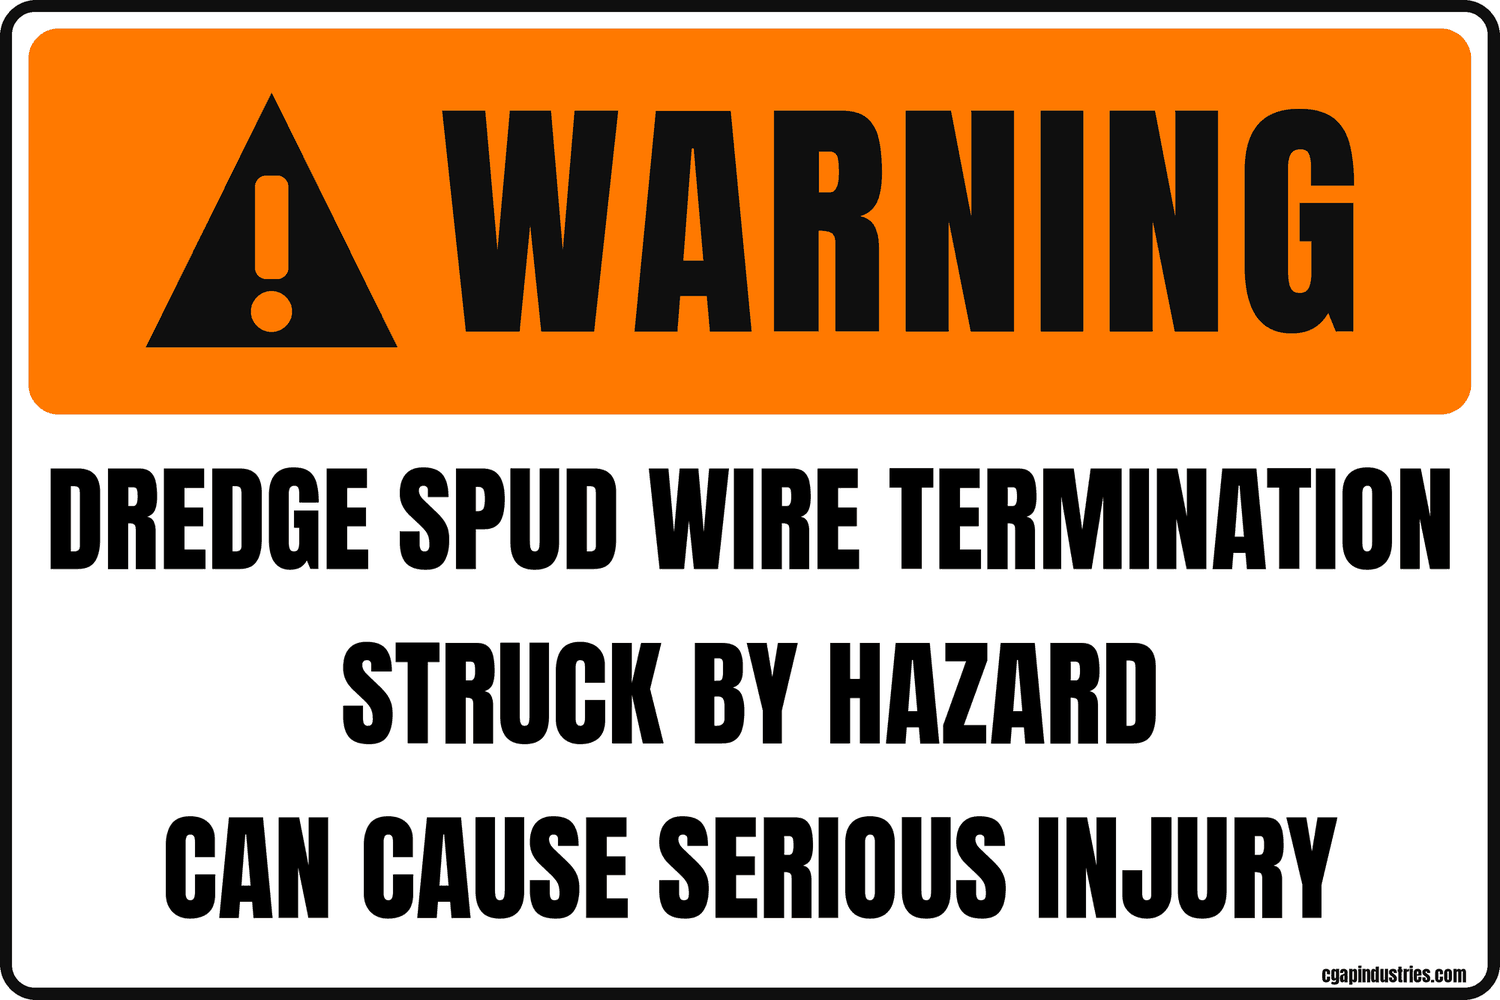 WARNING
DREDGE SPUD WIRE TERMINATION
STRUCK BY HAZARD
CAN CAUSE SERIOUS INJURY
cgapindustries.com